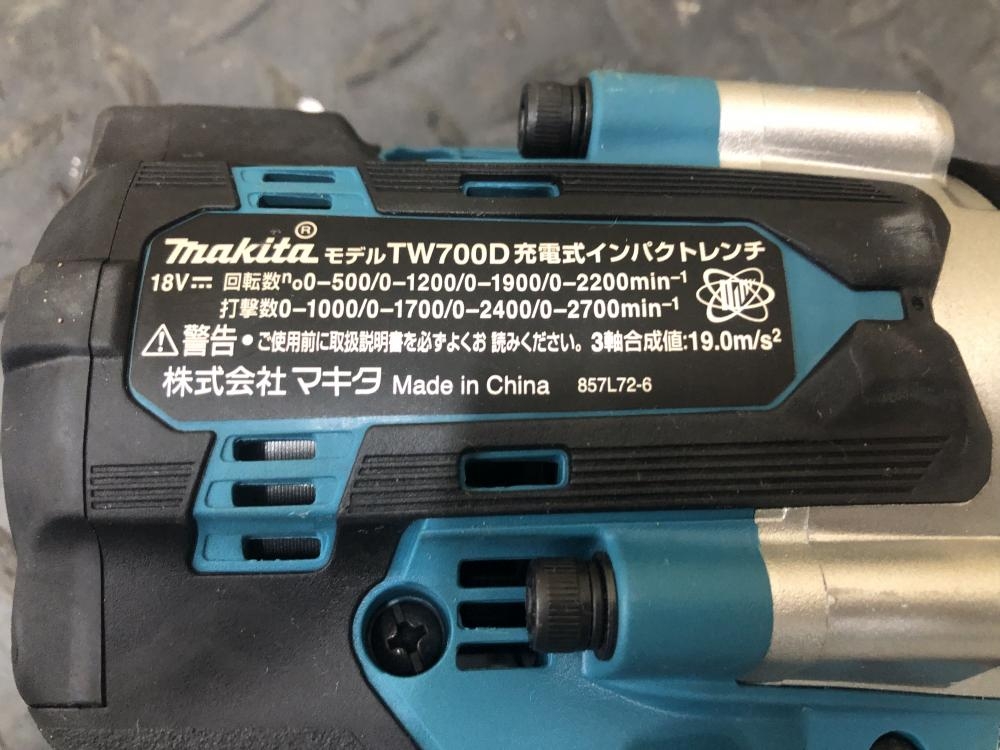 makita® モデルTW700D 充電式インパクトレンチ
18V⎓ 回転数n₀0−500/0−1200/0−1900/0−2200min⁻¹
打撃数0−1000/0−1700/0−2400/0−2700min⁻¹
⚠警告 •ご使用前に取扱説明書を必ずよくお 読みください。 3軸合成値:19.0m/s²
株式会社 マキタ Made in China 857L72-6